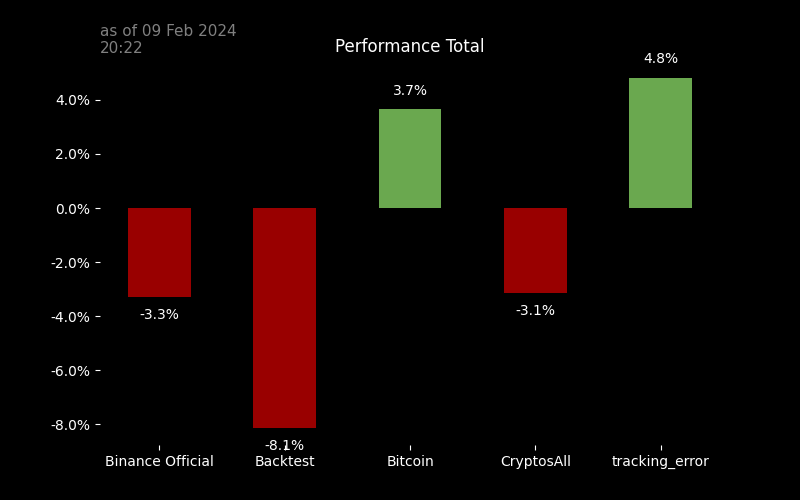 as of 09 Feb 2024
20:22
Performance Total
4.8%
3.7%
4.0%
2.0%
0.0%
-2.0%
-4.0%
-6.0%
-8.0%
-3.3%
-3.1%
-8.1%
Binance Official
Backtest
Bitcoin
CryptosAll
tracking_error